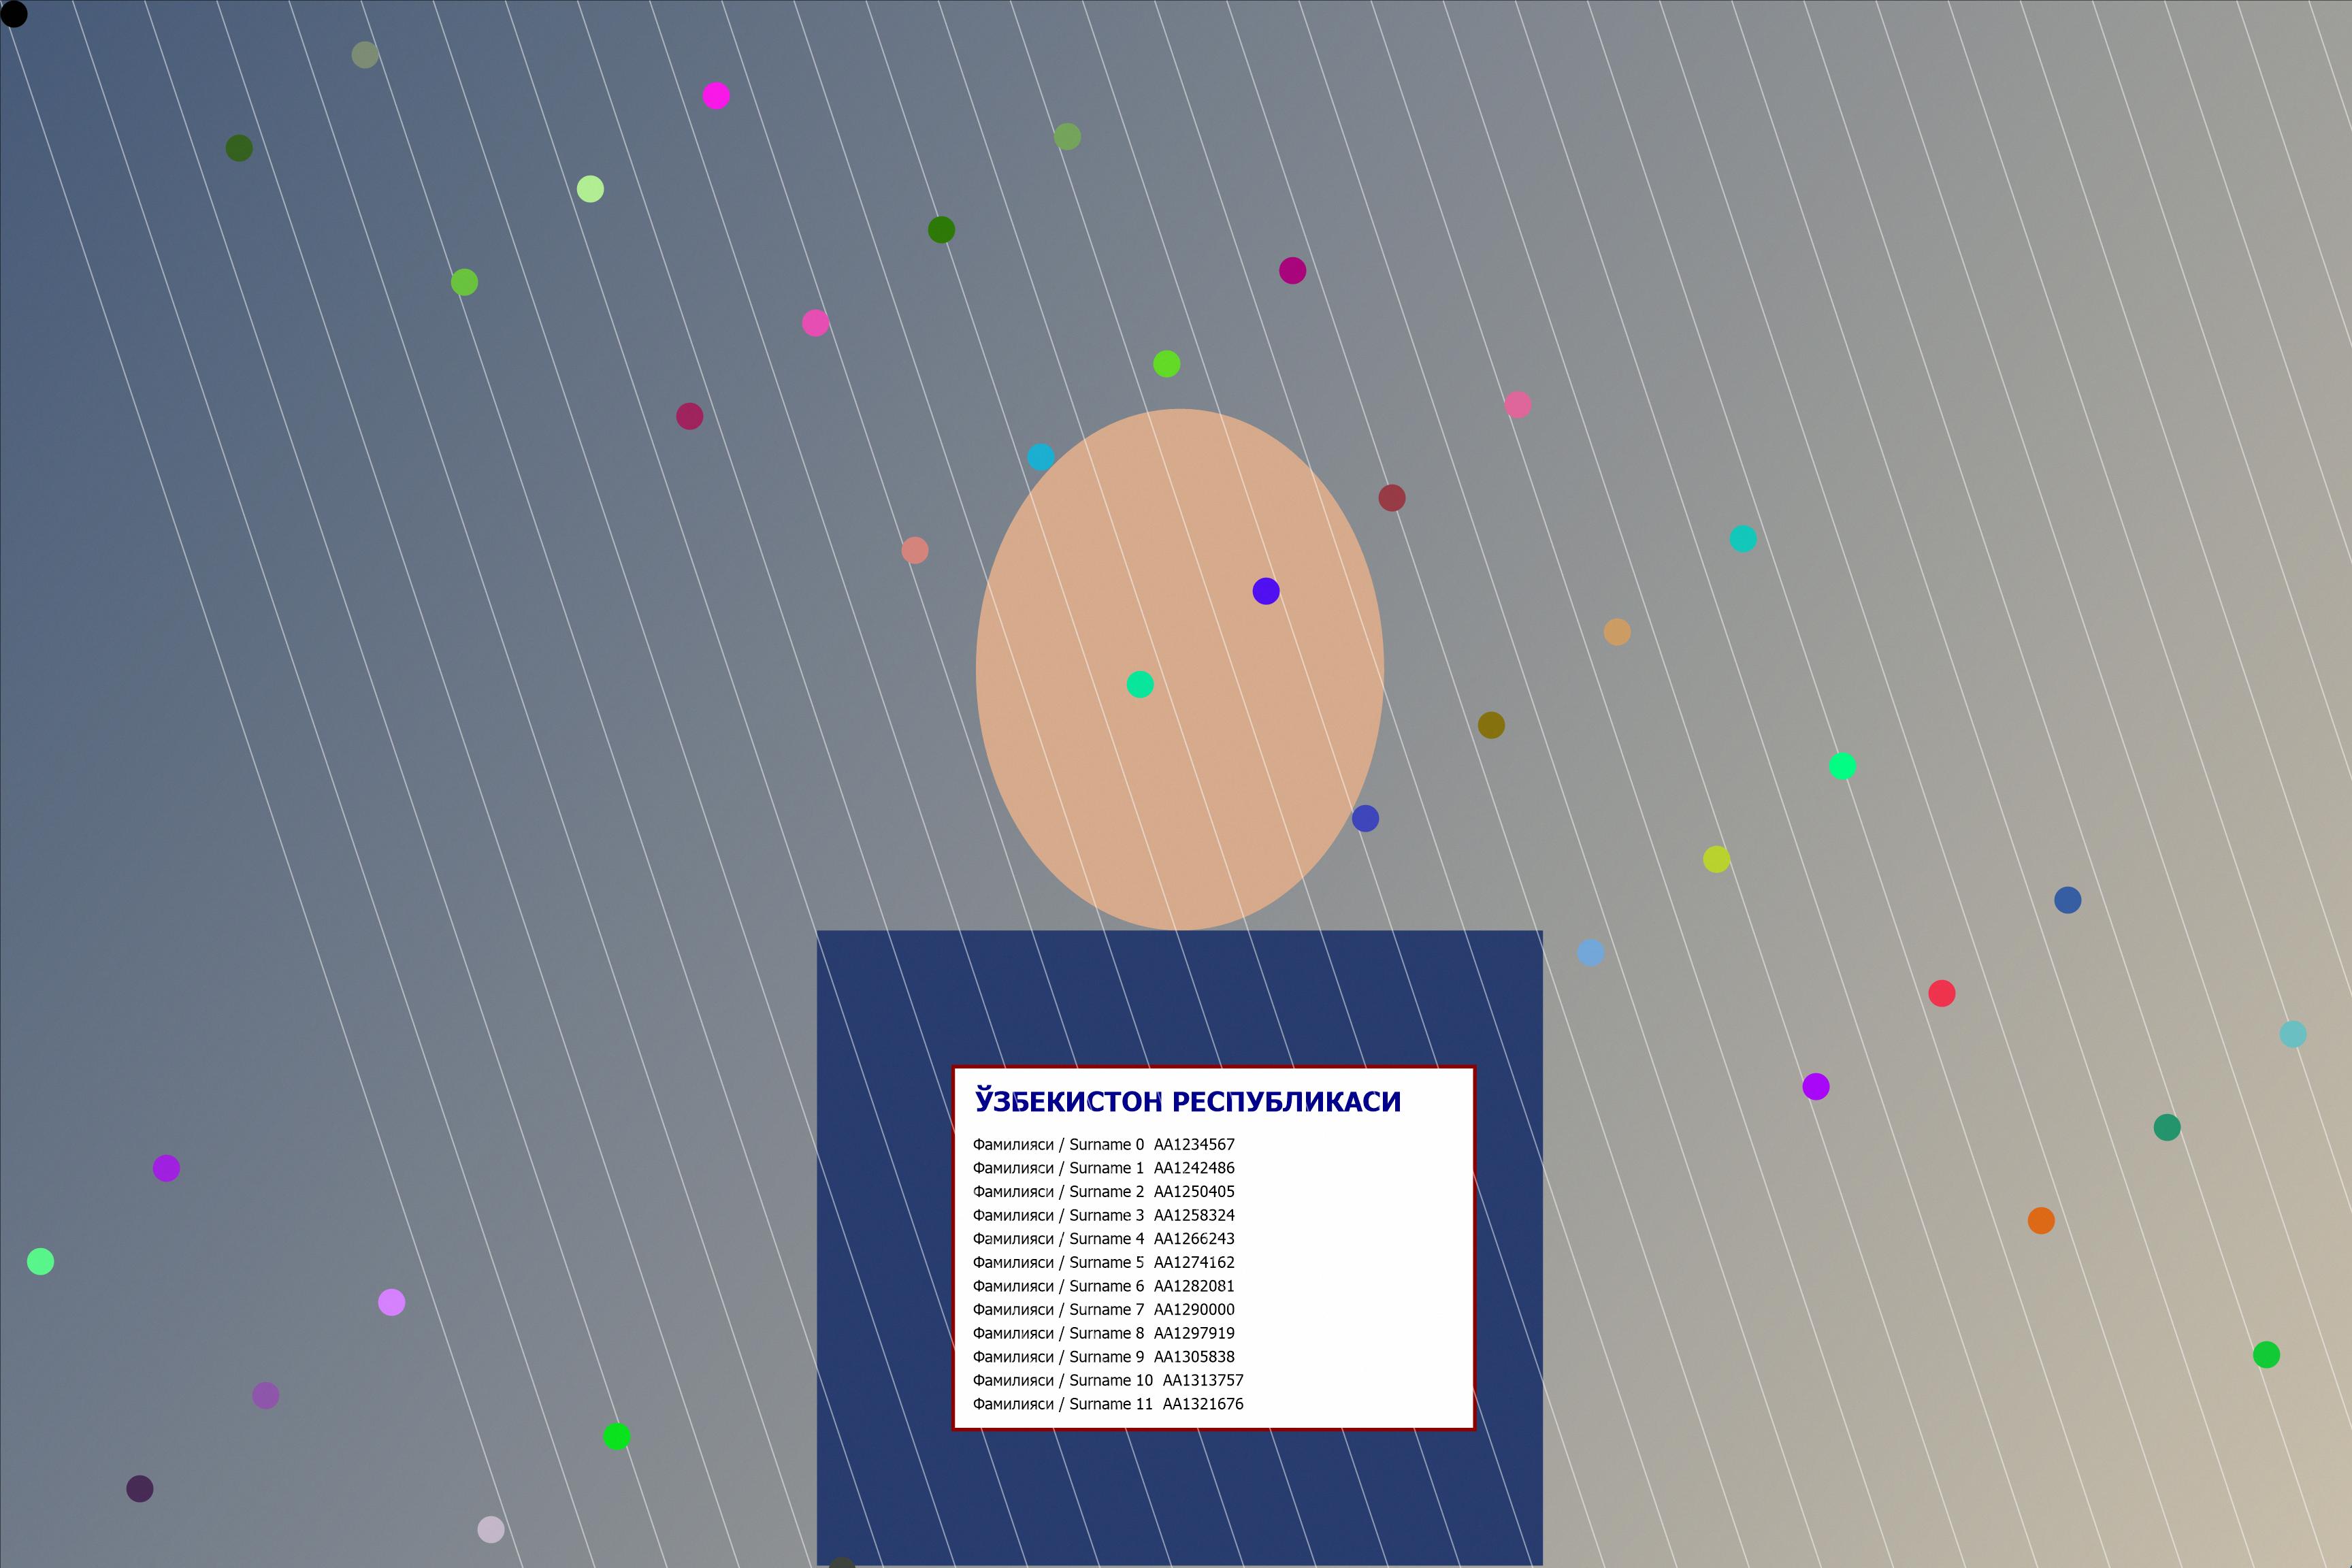 ЎЗБЕКИСТОН РЕСПУБЛИКАСИ
Фамилияси / Surname 0 AA1234567
Фамилияси / Surname 1 AA1242486
Фамилияси / Surname 2 AA1250405
Фамилияси / Surname 3 AA1258324
Фамилияси / Surname 4 AA1266243
Фамилияси / Surname 5 AA1274162
Фамилияси / Surname 6 AA1282081
Фамилияси / Surname 7 AA1290000
Фамилияси / Surname 8 AA1297919
Фамилияси / Surname 9 AA1305838
Фамилияси / Surname 10 AA1313757
Фамилияси / Surname 11 AA1321676